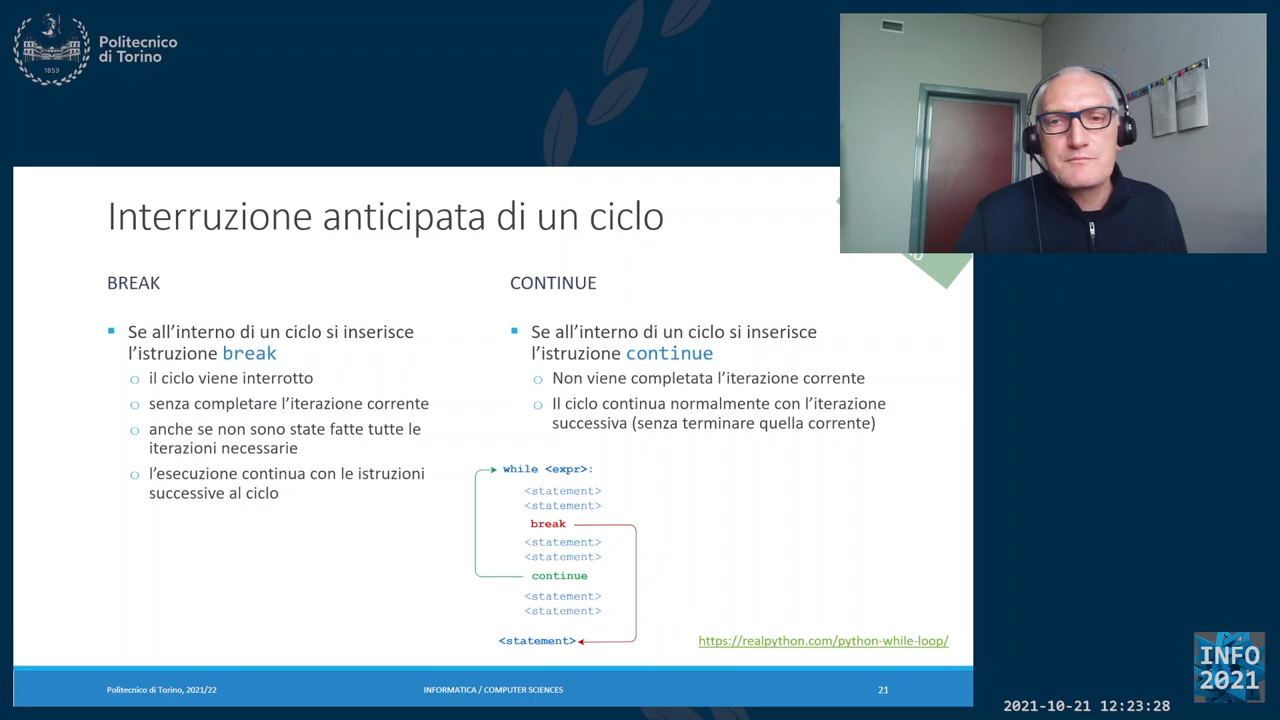 Politecnico
di Torino
1859
Interruzione anticipata di un ciclo
BREAK
Se all'interno di un ciclo si inserisce
l'istruzione break
il ciclo viene interrotto
senza completare l'iterazione corrente
anche se non sono state fatte tutte le
iterazioni necessarie
l'esecuzione continua con le istruzioni
successive al ciclo
CONTINUE
Se all'interno di un ciclo si inserisce
l'istruzione continue
Non viene completata l'iterazione corrente
Il ciclo continua normalmente con l'iterazione
successiva (senza terminare quella corrente)
while <expr>:
<statement>
<statement>
break
<statement>
<statement>
continue
<statement>
<statement>
<statement>
https://realpython.com/python-while-loop/
Politecnico di Torino, 2021/22
INFORMATICA / COMPUTER SCIENCES
21
INFO
2021
2021-10-21 12:23:28